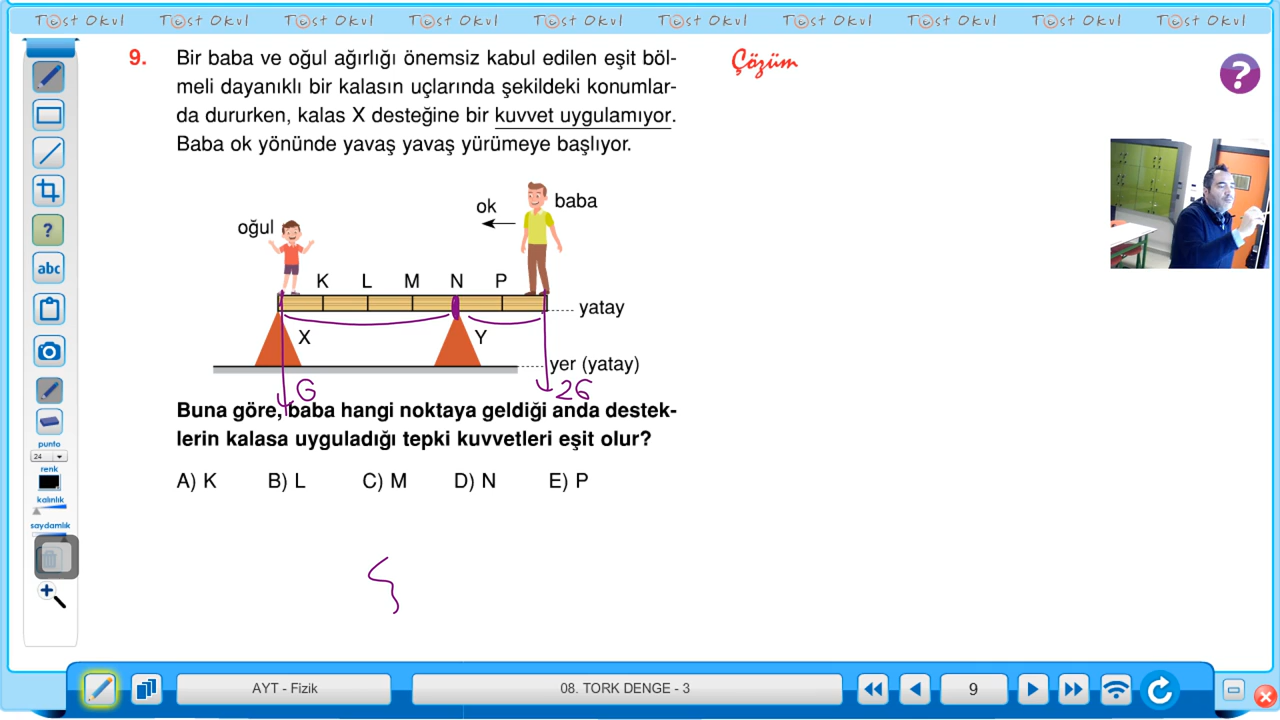 Test Okul Test Okul Test Okul Test Okul Test Okul Test Okul Test Okul Test Okul Test Okul Test Okul
9. Bir baba ve oğul ağırlığı önemsiz kabul edilen eşit böl-
meli dayanıklı bir kalasın uçlarında şekildeki konumlar-
da dururken, kalas X desteğine bir kuvvet uygulamıyor.
Baba ok yönünde yavaş yavaş yürümeye başlıyor.
Çözüm
?
oğul
ok
baba
K L M N P
yatay
X Y
yer (yatay)
G 2G
Buna göre, baba hangi noktaya geldiği anda destek-
lerin kalasa uyguladığı tepki kuvvetleri eşit olur?
A) K B) L C) M D) N E) P
?
abc
punto
24
renk
kalınlık
saydamlık
AYT - Fizik
08. TORK DENGE - 3
9